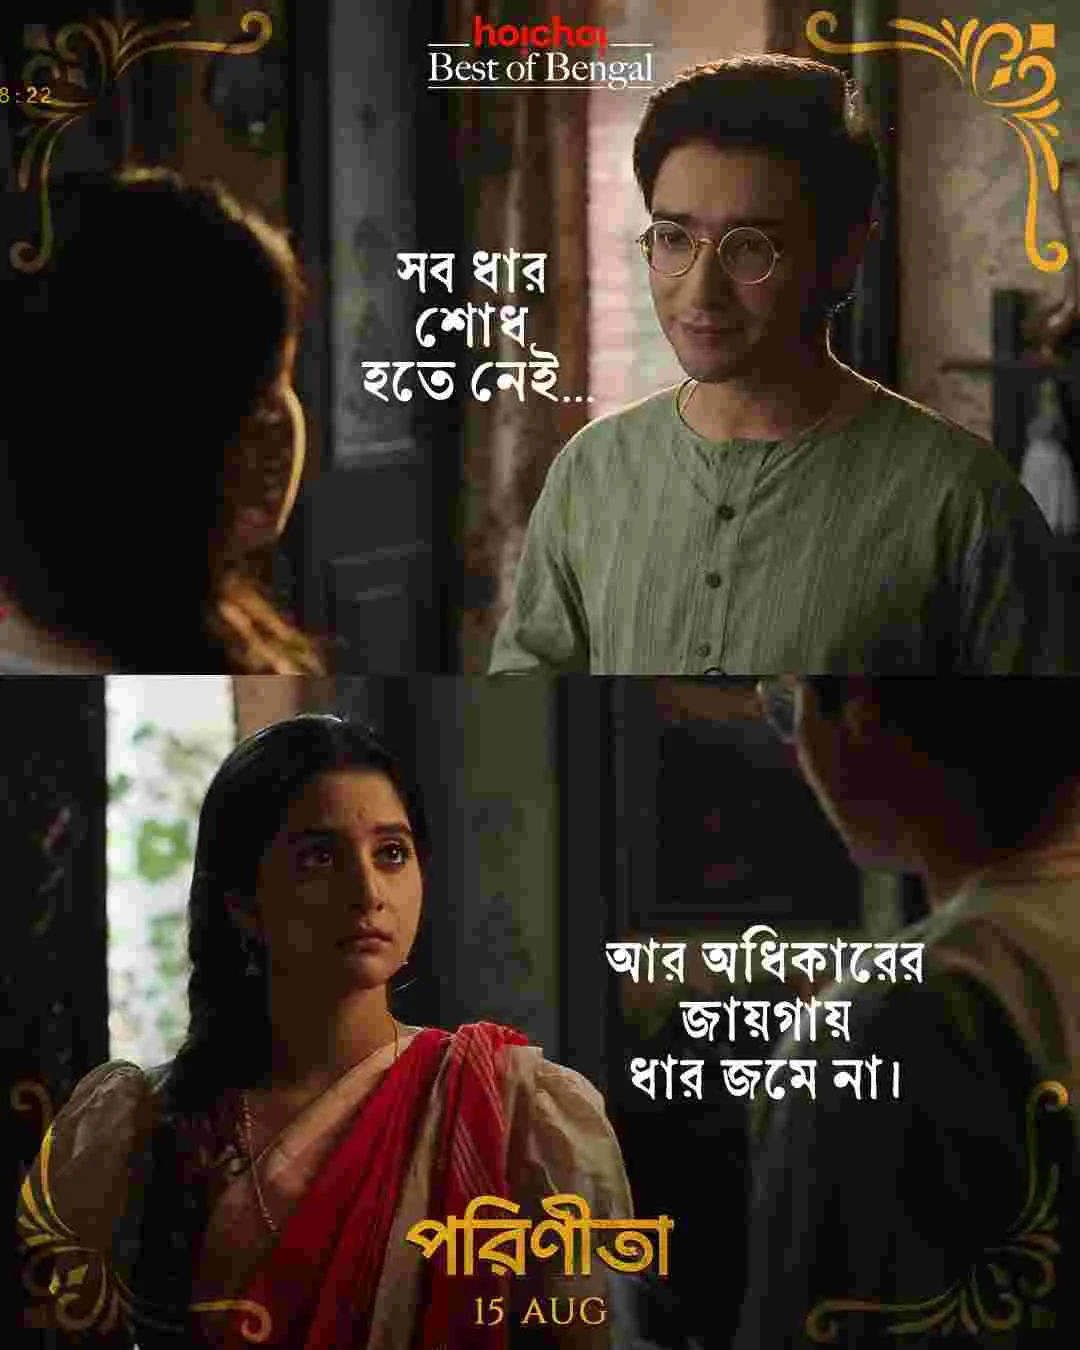 hoichoi
Best of Bengal
8:22
সব ধার
শোধ
হতে নেই...
আর অধিকারের
জায়গায়
ধার জমে না।
পরিণীতা
15 AUG